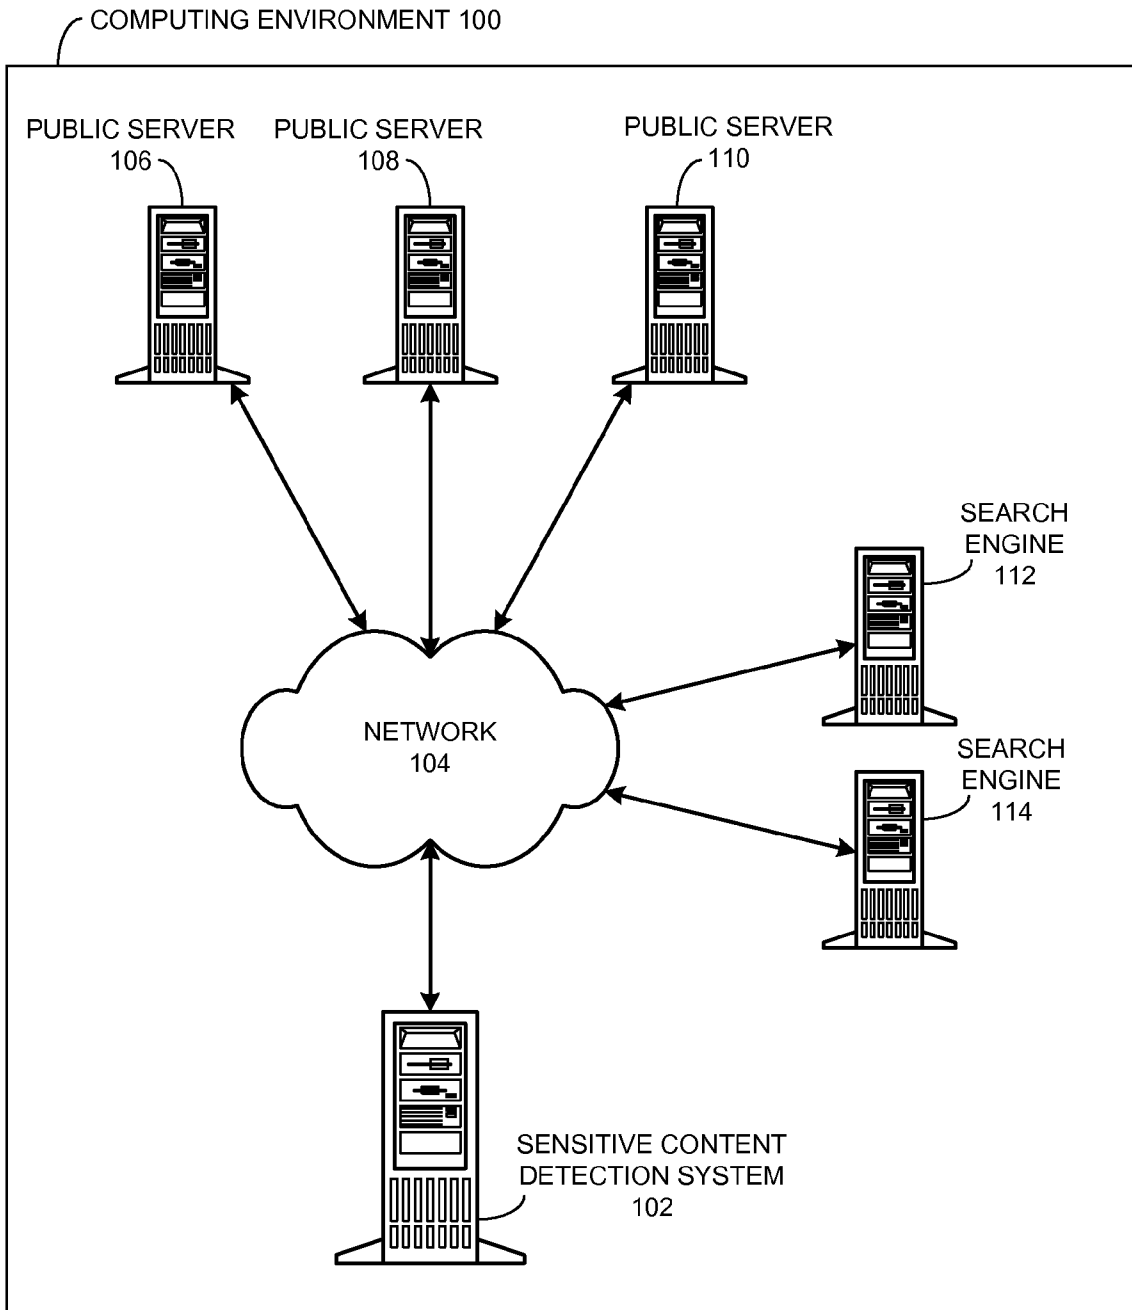 COMPUTING ENVIRONMENT 100
PUBLIC SERVER
106
PUBLIC SERVER
108
PUBLIC SERVER
110
SEARCH
ENGINE
112
NETWORK
104
SEARCH
ENGINE
114
SENSITIVE CONTENT
DETECTION SYSTEM
102